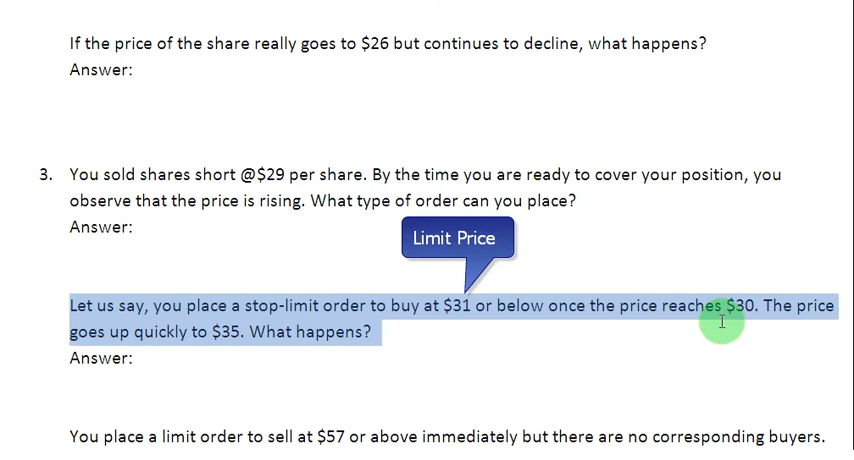 If the price of the share really goes to $26 but continues to decline, what happens?
Answer:
3. You sold shares short @$29 per share. By the time you are ready to cover your position, you
observe that the price is rising. What type of order can you place?
Answer:
Limit Price
Let us say, you place a stop-limit order to buy at $31 or below once the price reaches $30. The price
goes up quickly to $35. What happens?
Answer:
You place a limit order to sell at $57 or above immediately but there are no corresponding buyers.